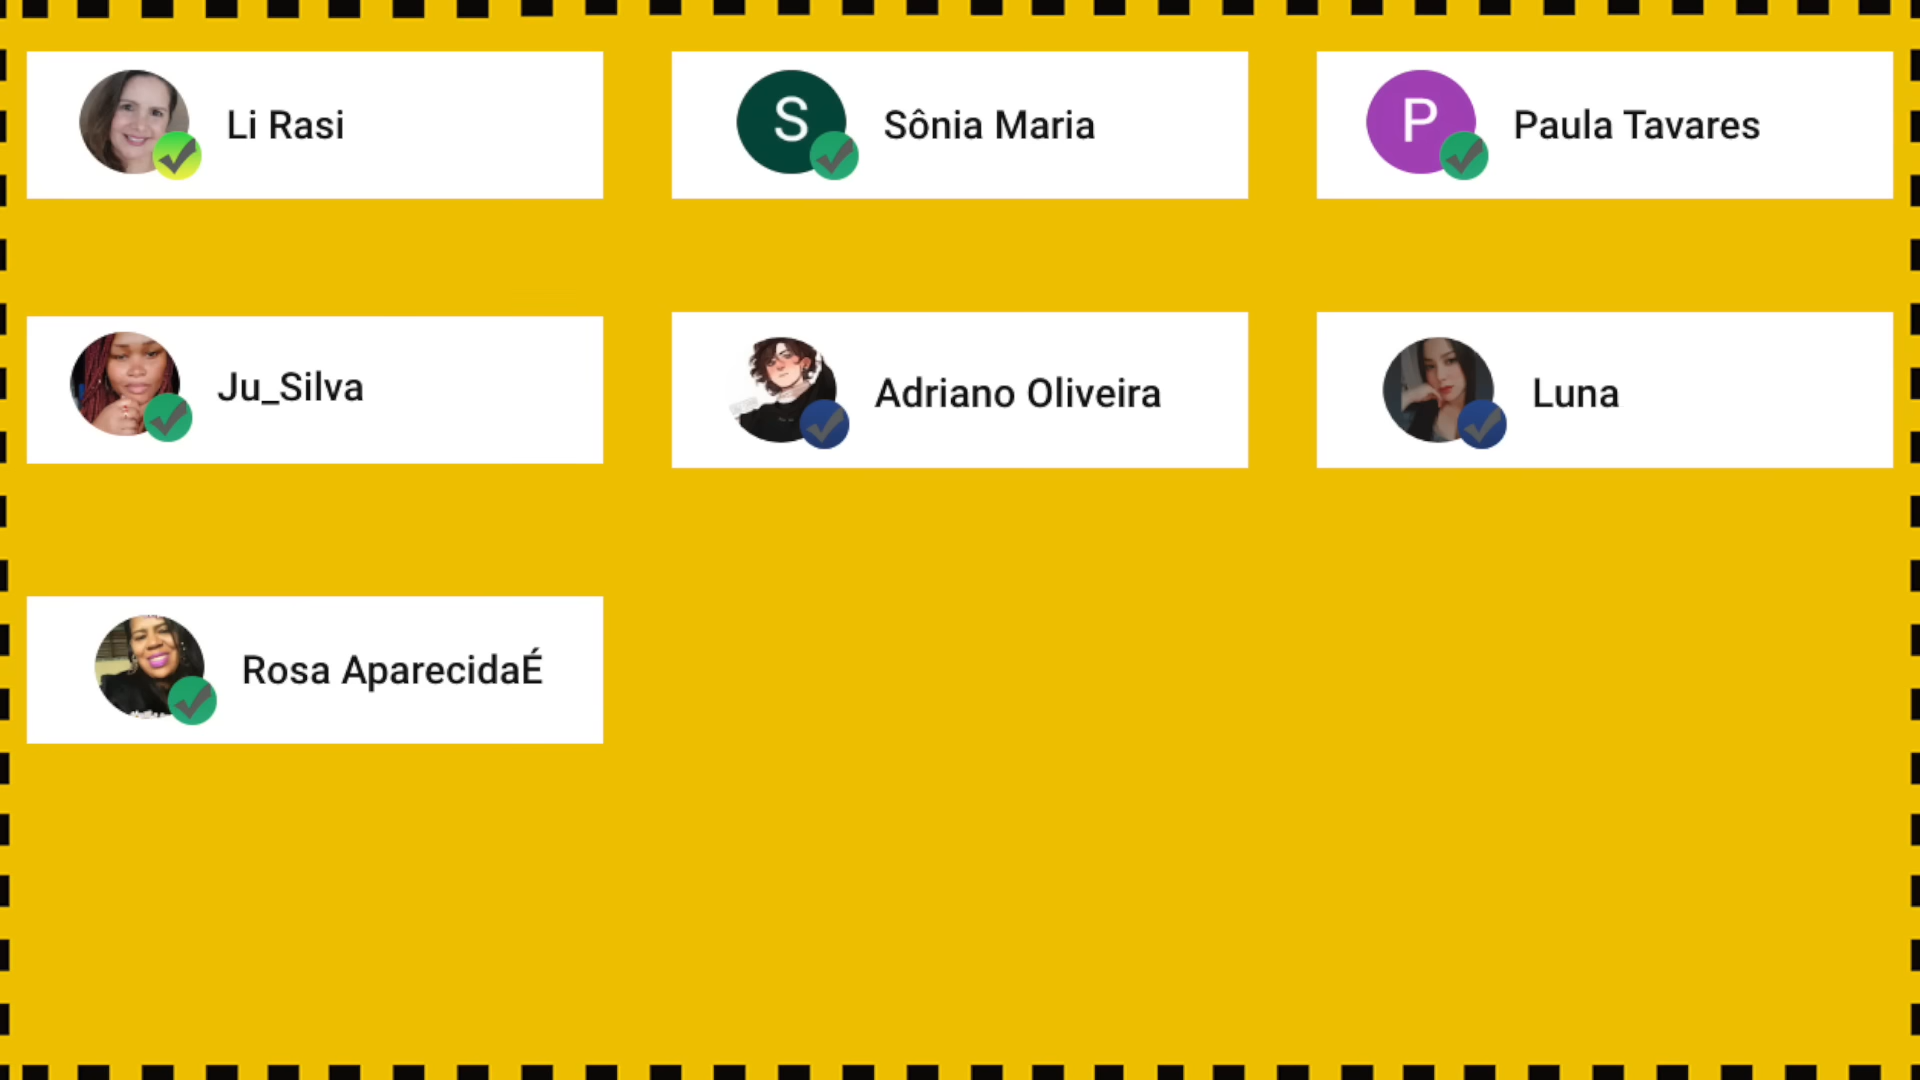 Li Rasi
S
Sônia Maria
P
Paula Tavares
Ju_Silva
Adriano Oliveira
Luna
Rosa AparecidaÉ